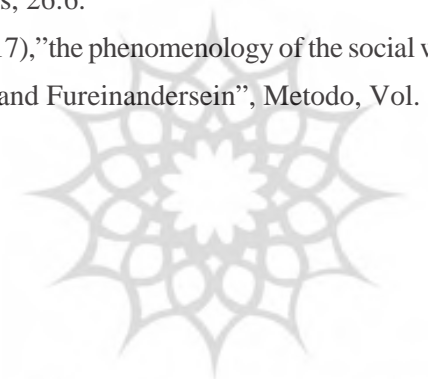 s, 26.6.
17),”the phenomenology of the social w
and Fureinandersein”, Metodo, Vol.